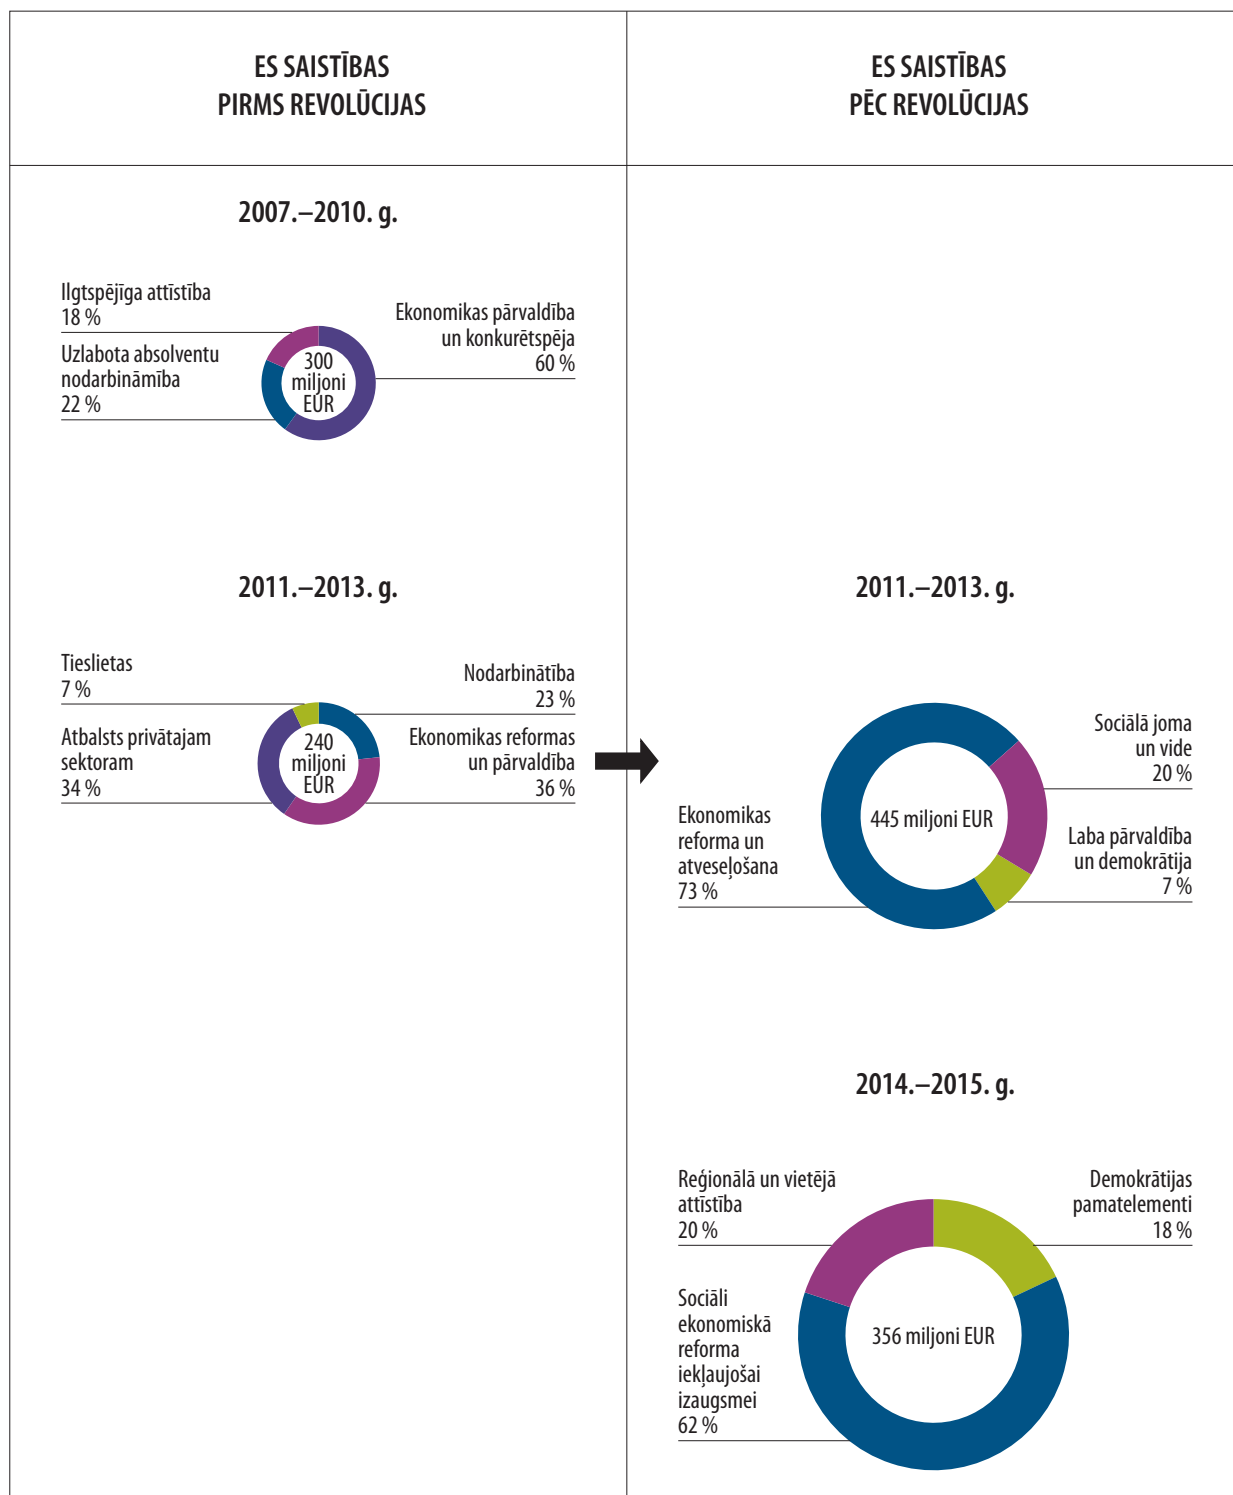 ES SAISTĪBAS
PIRMS REVOLŪCIJAS
ES SAISTĪBAS
PĒC REVOLŪCIJAS
2007.–2010. g.
Ilgtspējīga attīstība
18 %
Uzlabota absolventu
nodarbināmība
22 %
300
miljoni
EUR
Ekonomikas pārvaldība
un konkurētspēja
60 %
2011.–2013. g.
Tieslietas
7 %
Atbalsts privātajam
sektoram
34 %
240
miljoni
EUR
Nodarbinātība
23 %
Ekonomikas reformas
un pārvaldība
36 %
2011.–2013. g.
Ekonomikas
reforma un
atveseļošana
73 %
445 miljoni EUR
Sociālā joma
un vide
20 %
Laba pārvaldība
un demokrātija
7 %
2014.–2015. g.
Reģionālā un vietējā
attīstība
20 %
Sociāli
ekonomiskā
reforma
iekļaujošai
izaugsmei
62 %
356 miljoni EUR
Demokrātijas
pamatelementi
18 %